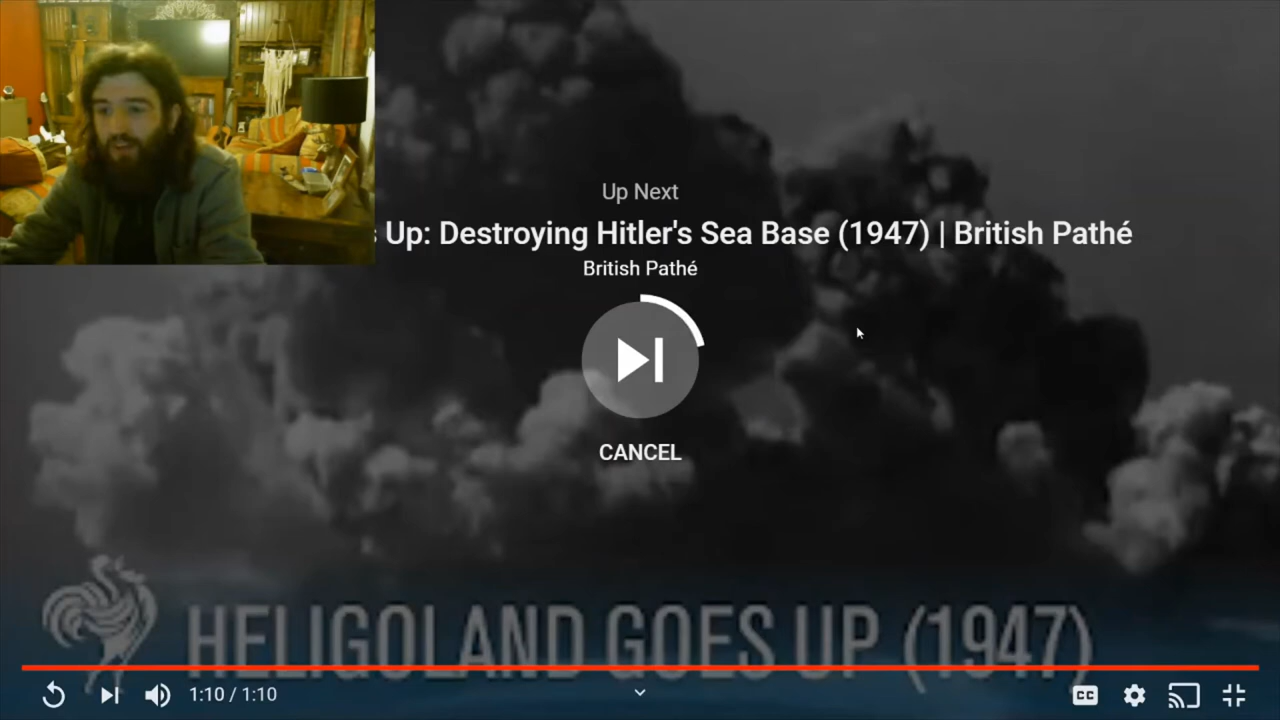 Up Next
s Up: Destroying Hitler's Sea Base (1947) | British Pathé
British Pathé
CANCEL
HELIGOLAND GOES UP (1947)
1:10 / 1:10
CC